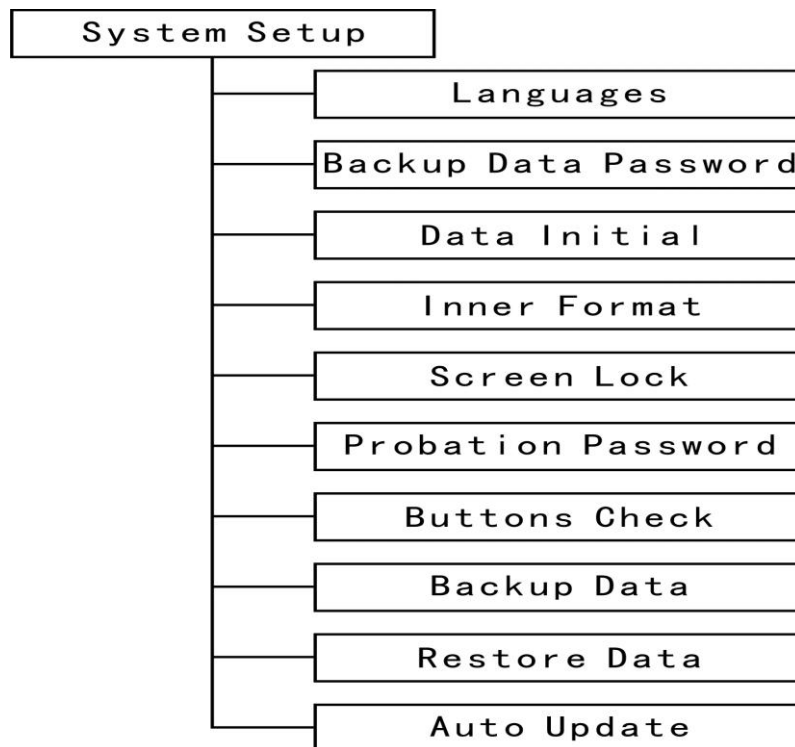 System Setup
Languages
Backup Data Password
Data Initial
Inner Format
Screen Lock
Probation Password
Buttons Check
Backup Data
Restore Data
Auto Update